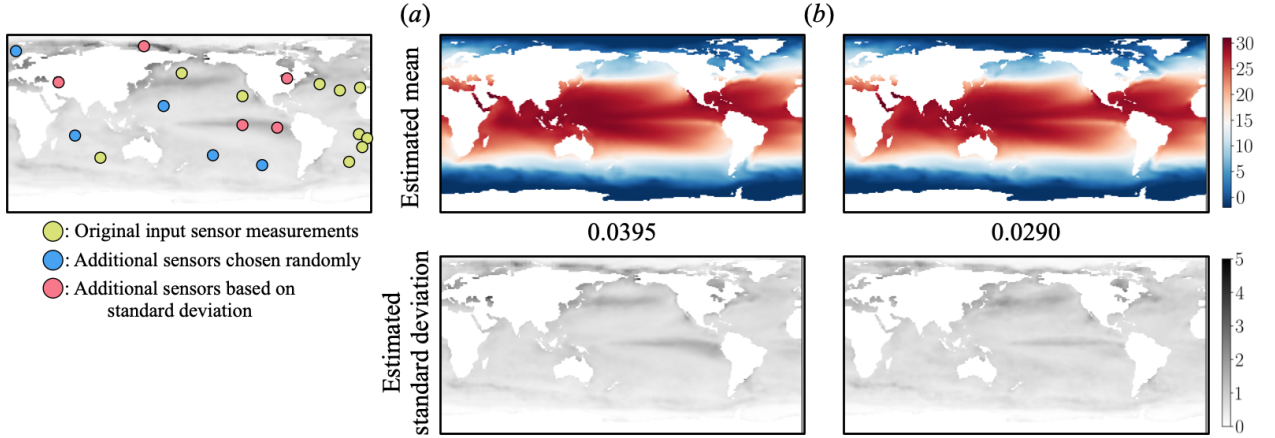 (a)
(b)
Estimated mean
30
25
20
15
10
5
0
: Original input sensor measurements
: Additional sensors chosen randomly
: Additional sensors based on
standard deviation
0.0395
0.0290
Estimated
standard deviation
5
4
3
2
1
0